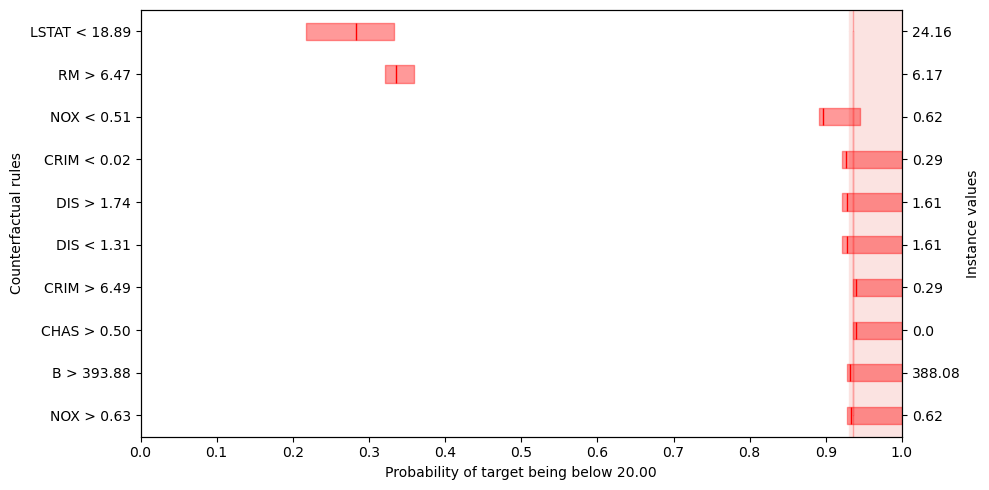 Counterfactual rules
LSTAT < 18.89 24.16
RM > 6.47 6.17
NOX < 0.51 0.62
CRIM < 0.02 0.29
DIS > 1.74 1.61
DIS < 1.31 1.61
CRIM > 6.49 0.29
CHAS > 0.50 0.0
B > 393.88 388.08
NOX > 0.63 0.62
Instance values
0.0 0.1 0.2 0.3 0.4 0.5 0.6 0.7 0.8 0.9 1.0
Probability of target being below 20.00